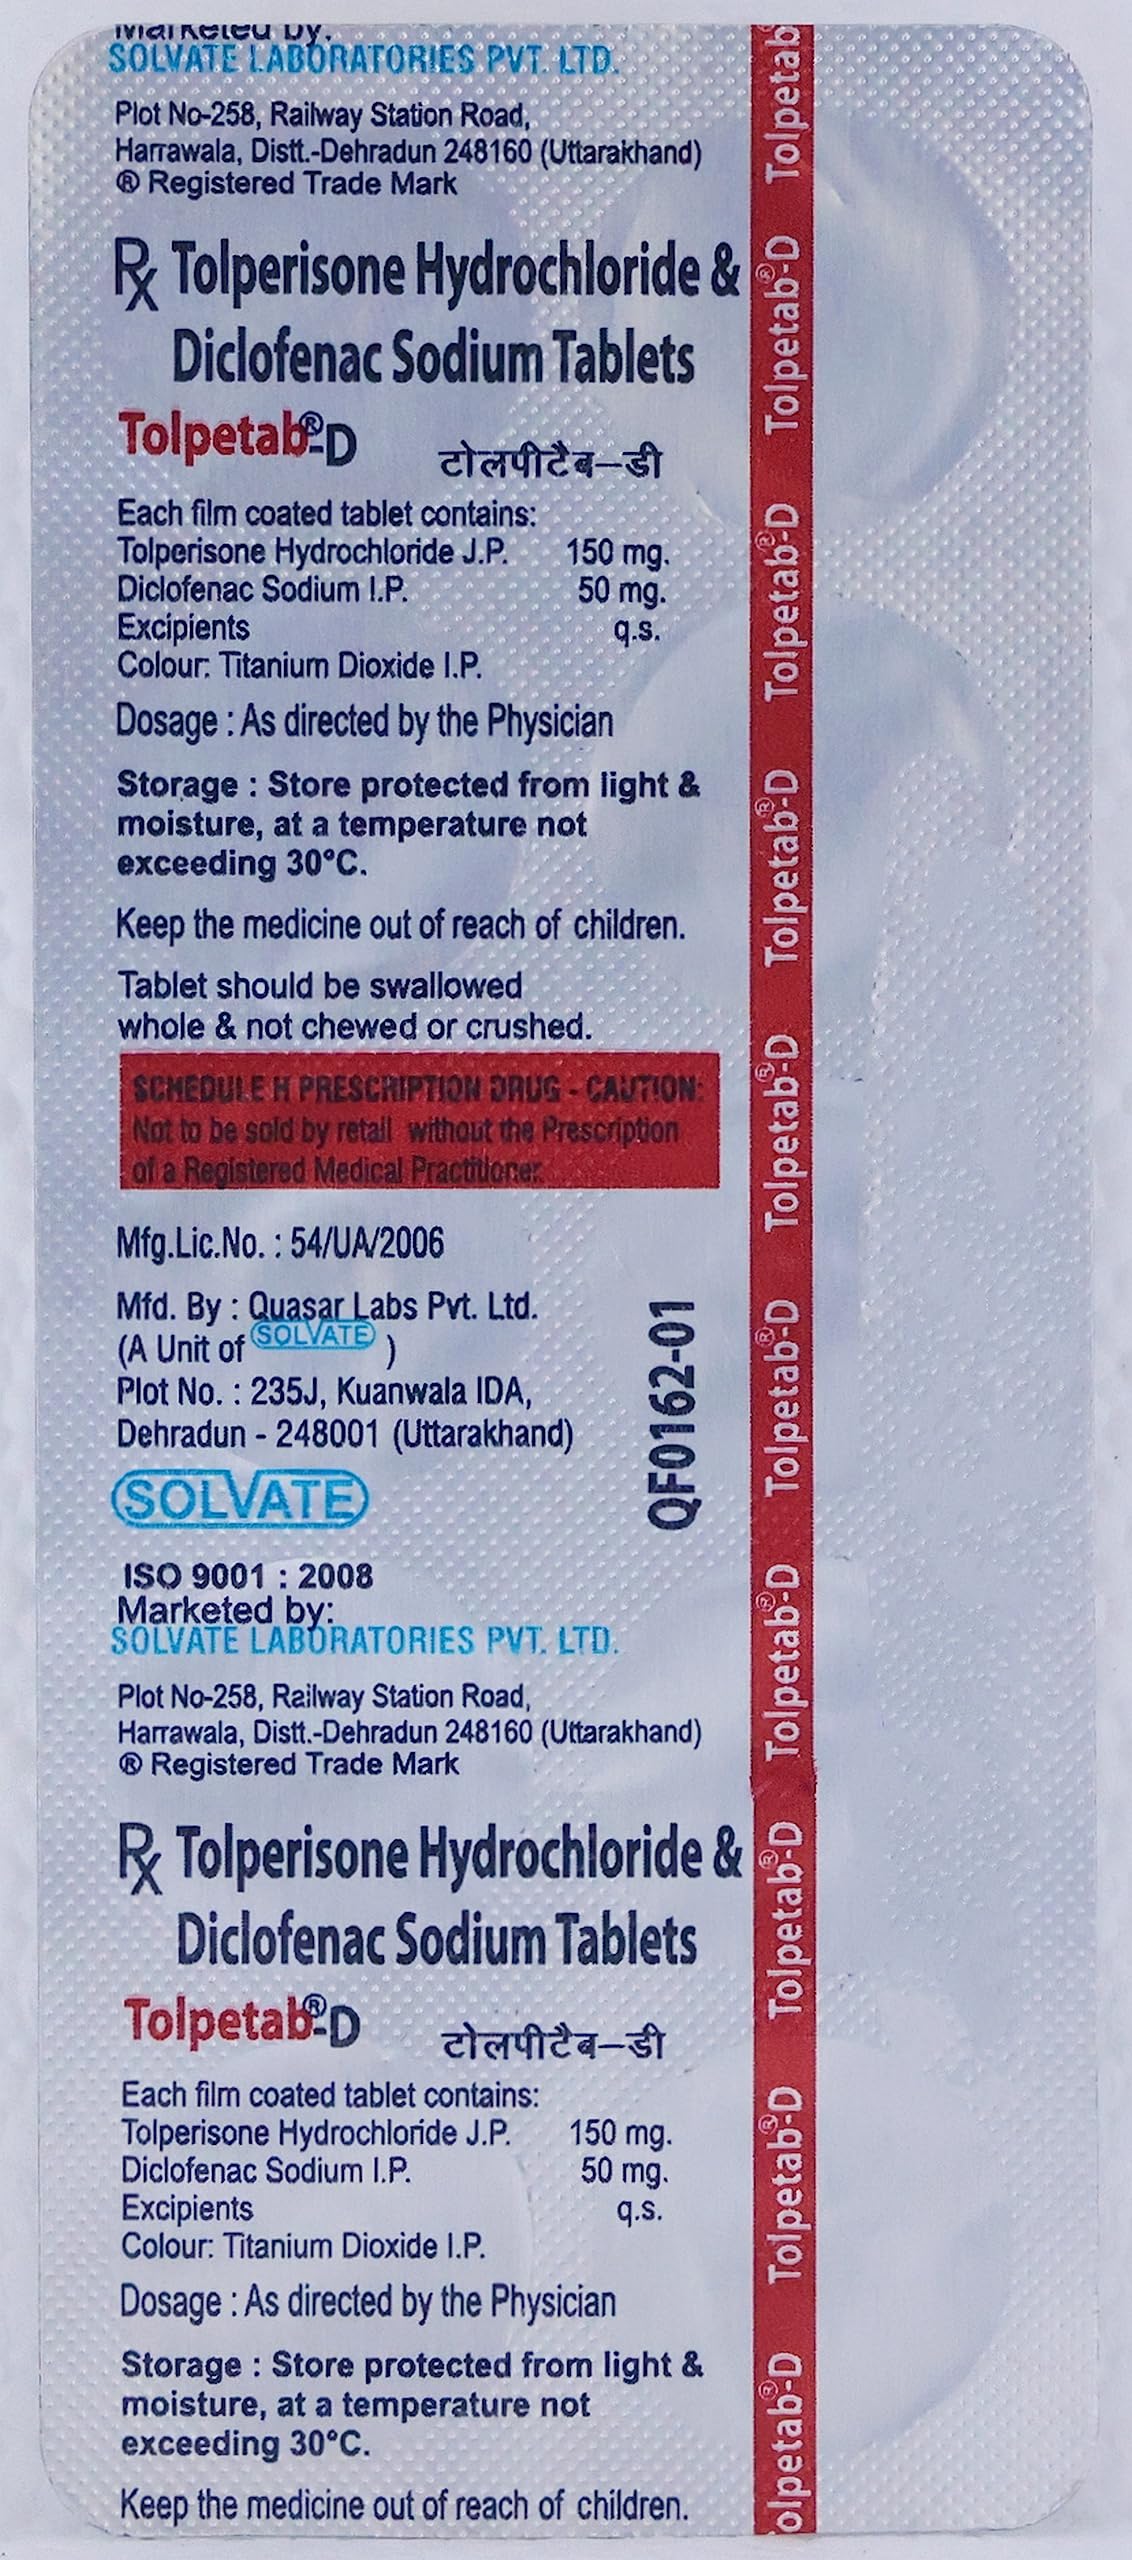 Marketed by:
SOLVATE LABORATORIES PVT. LTD.
Plot No-258, Railway Station Road,
Harrawala, Distt.-Dehradun 248160 (Uttarakhand)
® Registered Trade Mark
Rx Tolperisone Hydrochloride &
Diclofenac Sodium Tablets
Tolpetab®-D टोलपीटैब–डी
Each film coated tablet contains:
Tolperisone Hydrochloride J.P. 150 mg.
Diclofenac Sodium I.P. 50 mg.
Excipients q.s.
Colour: Titanium Dioxide I.P.
Dosage : As directed by the Physician
Storage : Store protected from light &
moisture, at a temperature not
exceeding 30°C.
Keep the medicine out of reach of children.
Tablet should be swallowed
whole & not chewed or crushed.
SCHEDULE H PRESCRIPTION DRUG - CAUTION:
Not to be sold by retail without the Prescription
of a Registered Medical Practitioner.
Mfg.Lic.No. : 54/UA/2006
Mfd. By : Quasar Labs Pvt. Ltd.
(A Unit of SOLVATE )
Plot No. : 235J, Kuanwala IDA,
Dehradun - 248001 (Uttarakhand)
SOLVATE
QF0162-01
ISO 9001 : 2008
Marketed by:
SOLVATE LABORATORIES PVT. LTD.
Plot No-258, Railway Station Road,
Harrawala, Distt.-Dehradun 248160 (Uttarakhand)
® Registered Trade Mark
Rx Tolperisone Hydrochloride &
Diclofenac Sodium Tablets
Tolpetab®-D टोलपीटैब–डी
Each film coated tablet contains:
Tolperisone Hydrochloride J.P. 150 mg.
Diclofenac Sodium I.P. 50 mg.
Excipients q.s.
Colour: Titanium Dioxide I.P.
Dosage : As directed by the Physician
Storage : Store protected from light &
moisture, at a temperature not
exceeding 30°C.
Keep the medicine out of reach of children.
olpetab®-D
Tolpetab®-D
Tolpetab®-D
Tolpetab®-D
Tolpetab®-D
Tolpetab®-D
Tolpetab®-D
Tolpetab®-D
Tolpetab®-D
Tolpetab